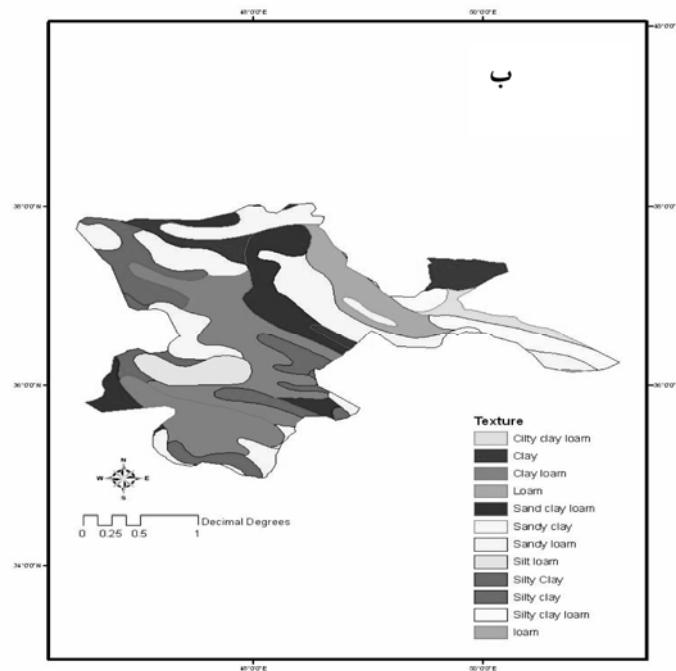 ب
Texture
Cilty clay loam
Clay
Clay loam
Loam
Sand clay loam
Sandy clay
Sandy loam
Silt loam
Silty Clay
Silty clay
Silty clay loam
loam
N
W E
S
Decimal Degrees
0 0.25 0.5 1